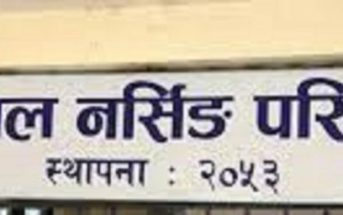 ल नर्सिङ परि
स्थापना : २०५३